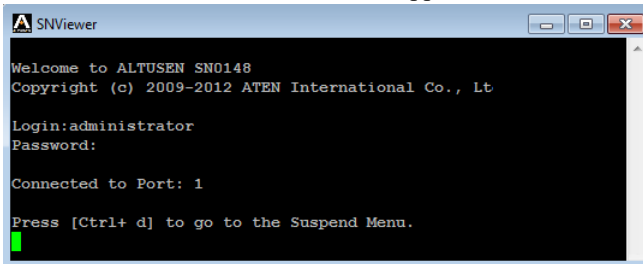 SNViewer
Welcome to ALTUSEN SN0148
Copyright (c) 2009-2012 ATEN International Co., Lt
Login:administrator
Password:
Connected to Port: 1
Press [Ctrl+ d] to go to the Suspend Menu.